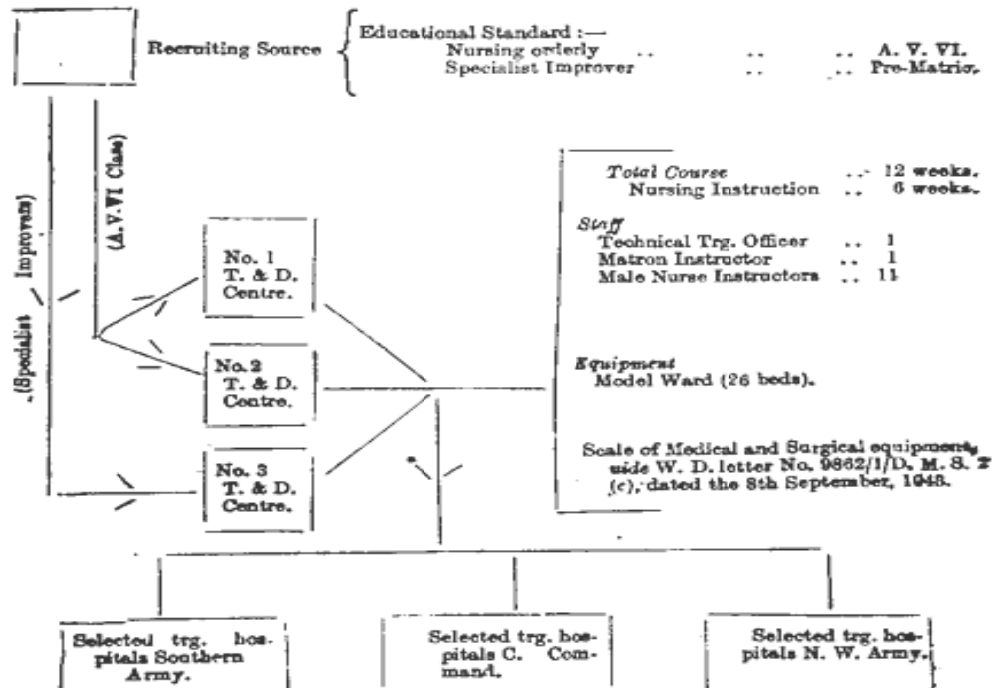 Recruiting Source
Educational Standard :—
Nursing orderly .. .. .. A. V. VI.
Specialist Improver .. .. Pre-Matric.
(Specialist Improvers)
(A.V.VI Class)
Total Course .. 12 weeks.
Nursing Instruction .. 6 weeks.
Staff
Technical Trg. Officer .. 1
Matron Instructor .. 1
Male Nurse Instructors .. 11
No. 1
T. & D.
Centre.
No. 2
T. & D.
Centre.
No. 3
T. & D.
Centre.
Equipment
Model Ward (26 beds).
Scale of Medical and Surgical equipment,
vide W. D. letter No. 9862/1/D. M. S.
(c), dated the 8th September,
Selected trg. hos-
pitals Southern
Army.
Selected trg. hos-
pitals C. Com-
mand.
Selected trg. hos-
pitals N. W. Army.